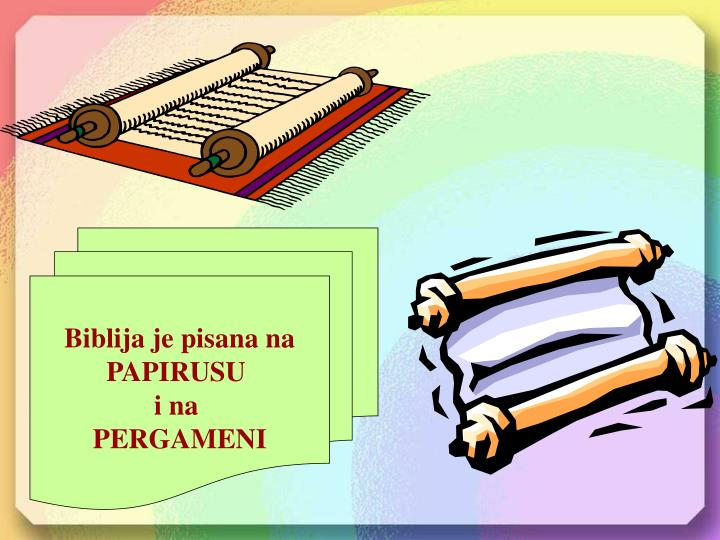 Biblija je pisana na
PAPIRUSU
i na
PERGAMENI